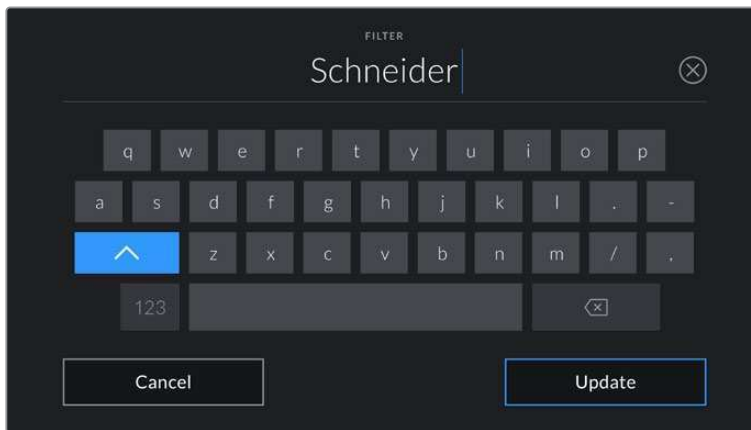 FILTER
Schneider
q w e r t y u i o p
a s d f g h j k l . -
z x c v b n m / ,
123
Cancel Update